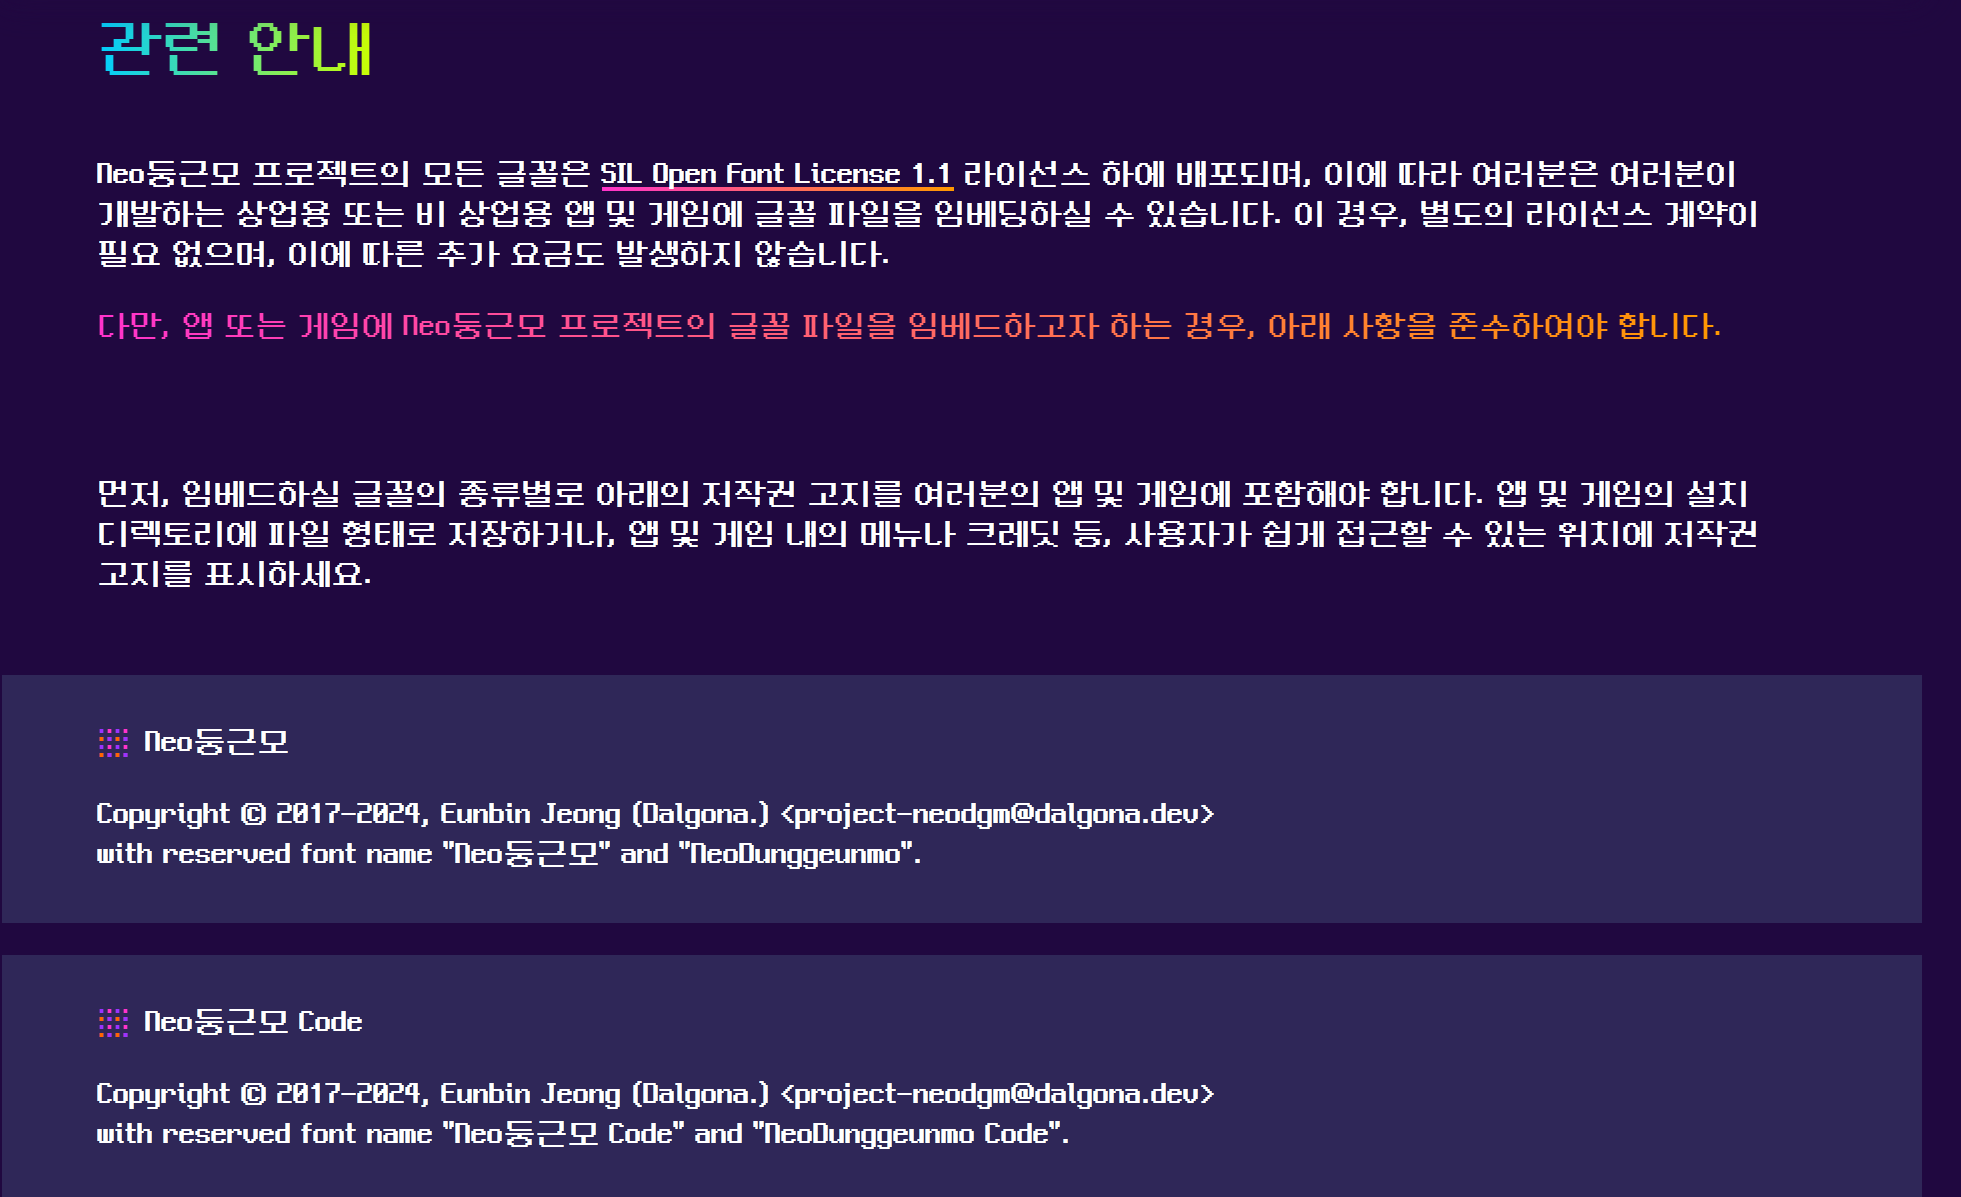 관련 안내
Neo둥근모 프로젝트의 모든 글꼴은 SIL Open Font License 1.1 라이선스 하에 배포되며, 이에 따라 여러분은 여러분이
개발하는 상업용 또는 비 상업용 앱 및 게임에 글꼴 파일을 임베딩하실 수 있습니다. 이 경우, 별도의 라이선스 계약이
필요 없으며, 이에 따른 추가 요금도 발생하지 않습니다.
다만, 앱 또는 게임에 Neo둥근모 프로젝트의 글꼴 파일을 임베드하고자 하는 경우, 아래 사항을 준수하여야 합니다.
먼저, 임베드하실 글꼴의 종류별로 아래의 저작권 고지를 여러분의 앱 및 게임에 포함해야 합니다. 앱 및 게임의 설치
디렉토리에 파일 형태로 저장하거나, 앱 및 게임 내의 메뉴나 크레딧 등, 사용자가 쉽게 접근할 수 있는 위치에 저작권
고지를 표시하세요.
Neo둥근모
Copyright © 2017-2024, Eunbin Jeong (Dalgona.) <project-neodgm@dalgona.dev>
with reserved font name "Neo둥근모" and "NeoDunggeunmo".
Neo둥근모 Code
Copyright © 2017-2024, Eunbin Jeong (Dalgona.) <project-neodgm@dalgona.dev>
with reserved font name "Neo둥근모 Code" and "NeoDunggeunmo Code".